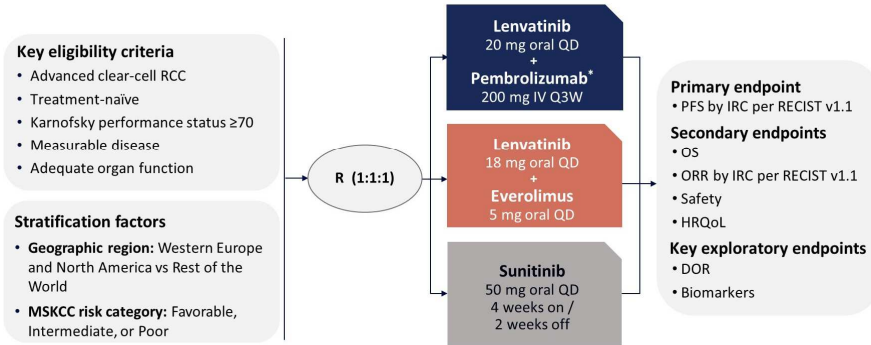 Key eligibility criteria
• Advanced clear-cell RCC
• Treatment-naïve
• Karnofsky performance status ≥70
• Measurable disease
• Adequate organ function
Stratification factors
• Geographic region: Western Europe
and North America vs Rest of the
World
• MSKCC risk category: Favorable,
Intermediate, or Poor
R (1:1:1)
Lenvatinib
20 mg oral QD
+
Pembrolizumab*
200 mg IV Q3W
Lenvatinib
18 mg oral QD
+
Everolimus
5 mg oral QD
Sunitinib
50 mg oral QD
4 weeks on /
2 weeks off
Primary endpoint
• PFS by IRC per RECIST v1.1
Secondary endpoints
• OS
• ORR by IRC per RECIST v1.1
• Safety
• HRQoL
Key exploratory endpoints
• DOR
• Biomarkers